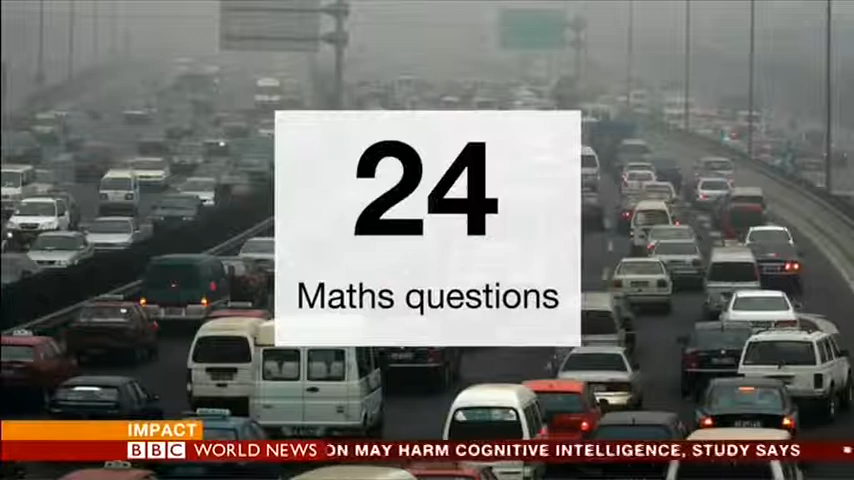 24
Maths questions
IMPACT
BBC WORLD NEWS ON MAY HARM COGNITIVE INTELLIGENCE, STUDY SAYS